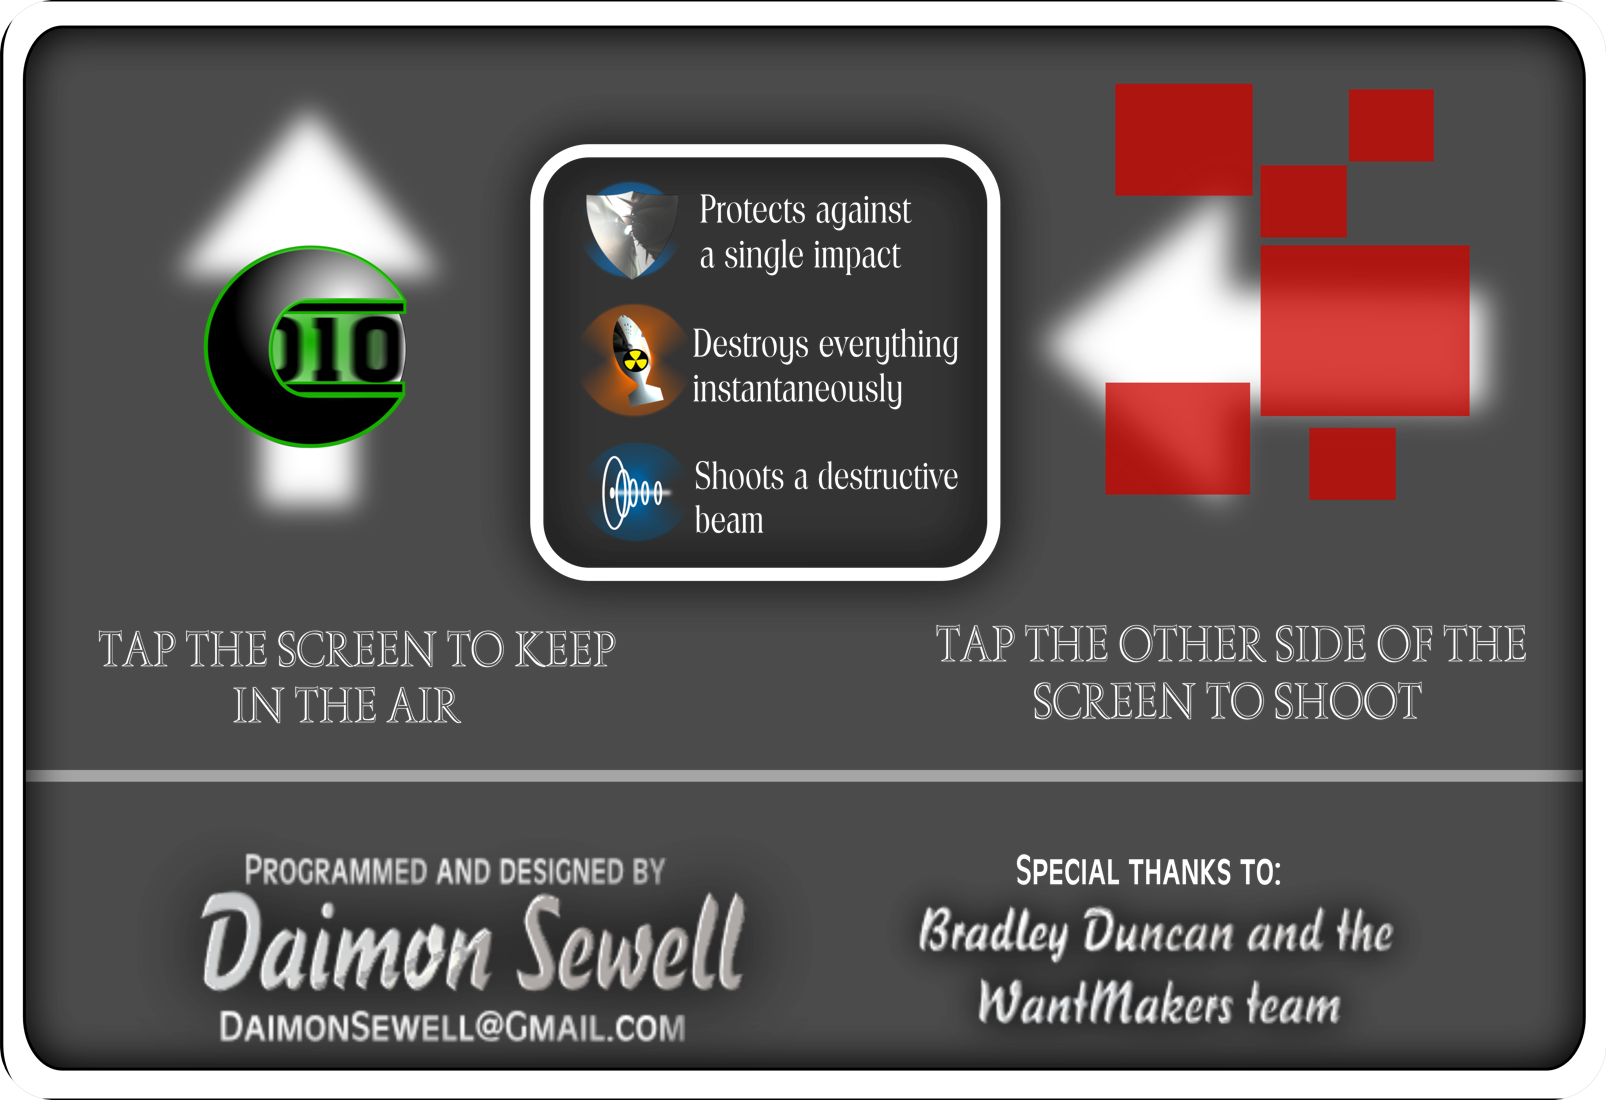 010
Protects against
a single impact
Destroys everything
instantaneously
Shoots a destructive
beam
TAP THE SCREEN TO KEEP
IN THE AIR
TAP THE OTHER SIDE OF THE
SCREEN TO SHOOT
PROGRAMMED AND DESIGNED BY
Daimon Sewell
DAIMONSEWELL@GMAIL.COM
SPECIAL THANKS TO:
Bradley Duncan and the
WantMakers team